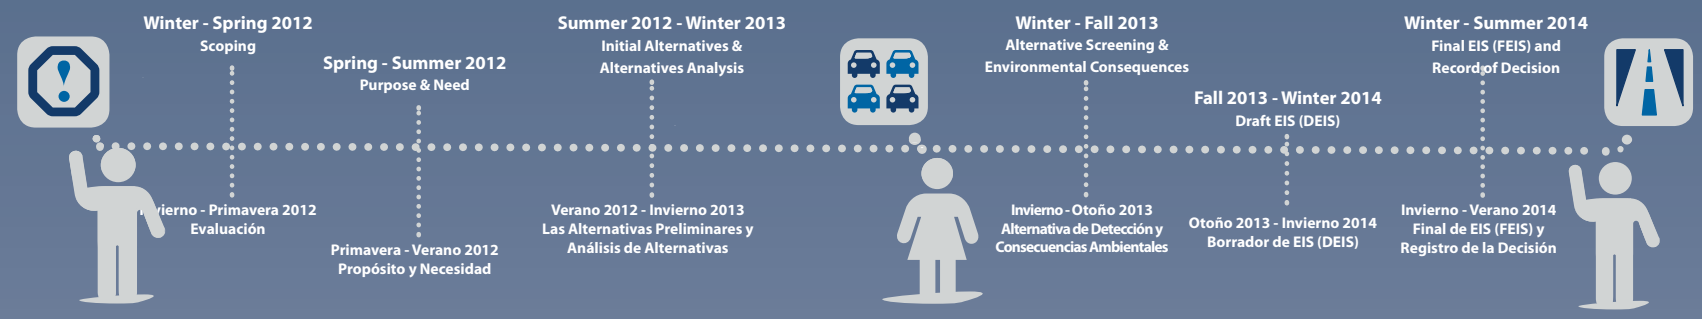 Winter - Spring 2012
Scoping
Spring - Summer 2012
Purpose & Need
Summer 2012 - Winter 2013
Initial Alternatives &
Alternatives Analysis
Winter - Fall 2013
Alternative Screening &
Environmental Consequences
Fall 2013 - Winter 2014
Draft EIS (DEIS)
Winter - Summer 2014
Final EIS (FEIS) and
Record of Decision
Invierno - Primavera 2012
Evaluación
Primavera - Verano 2012
Propósito y Necesidad
Verano 2012 - Invierno 2013
Las Alternativas Preliminares y
Análisis de Alternativas
Invierno - Otoño 2013
Alternativa de Detección y
Consecuencias Ambientales
Otoño 2013 - Invierno 2014
Borrador de EIS (DEIS)
Invierno - Verano 2014
Final de EIS (FEIS) y
Registro de la Decisión